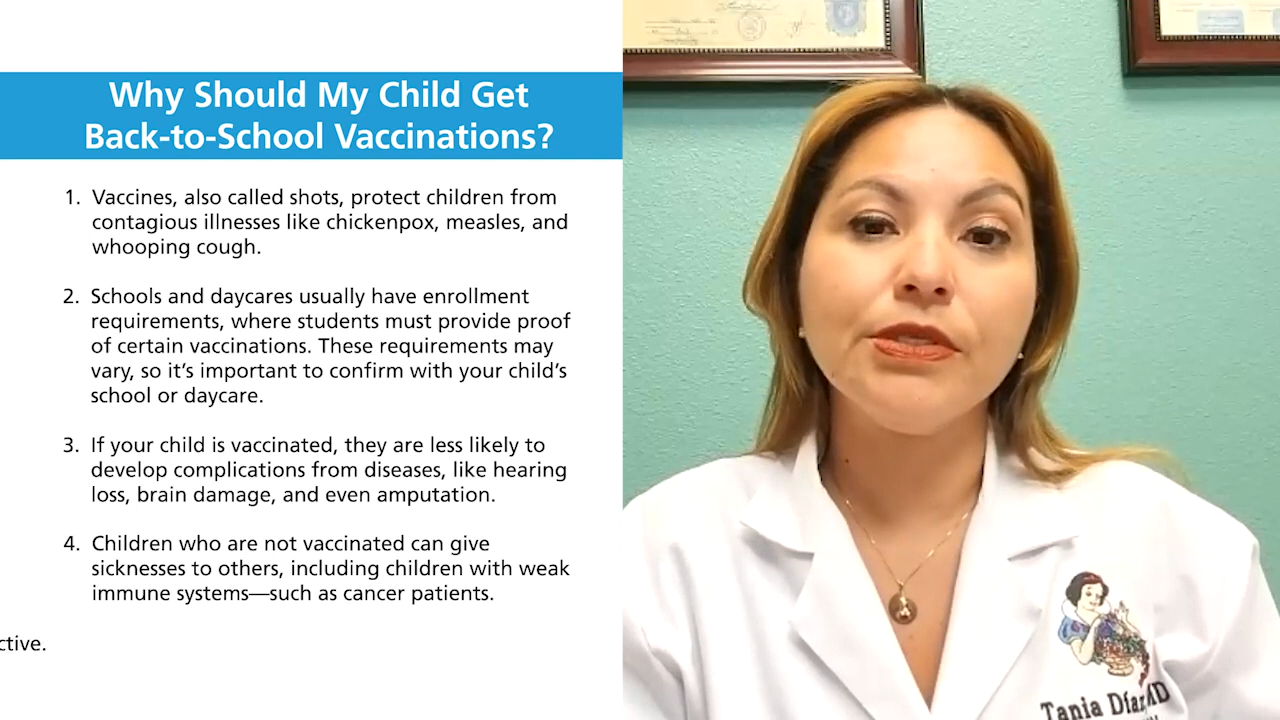 Why Should My Child Get
Back-to-School Vaccinations?
1. Vaccines, also called shots, protect children from
contagious illnesses like chickenpox, measles, and
whooping cough.
2. Schools and daycares usually have enrollment
requirements, where students must provide proof
of certain vaccinations. These requirements may
vary, so it’s important to confirm with your child’s
school or daycare.
3. If your child is vaccinated, they are less likely to
develop complications from diseases, like hearing
loss, brain damage, and even amputation.
4. Children who are not vaccinated can give
sicknesses to others, including children with weak
immune systems—such as cancer patients.
ctive.
Tania Díaz, MD